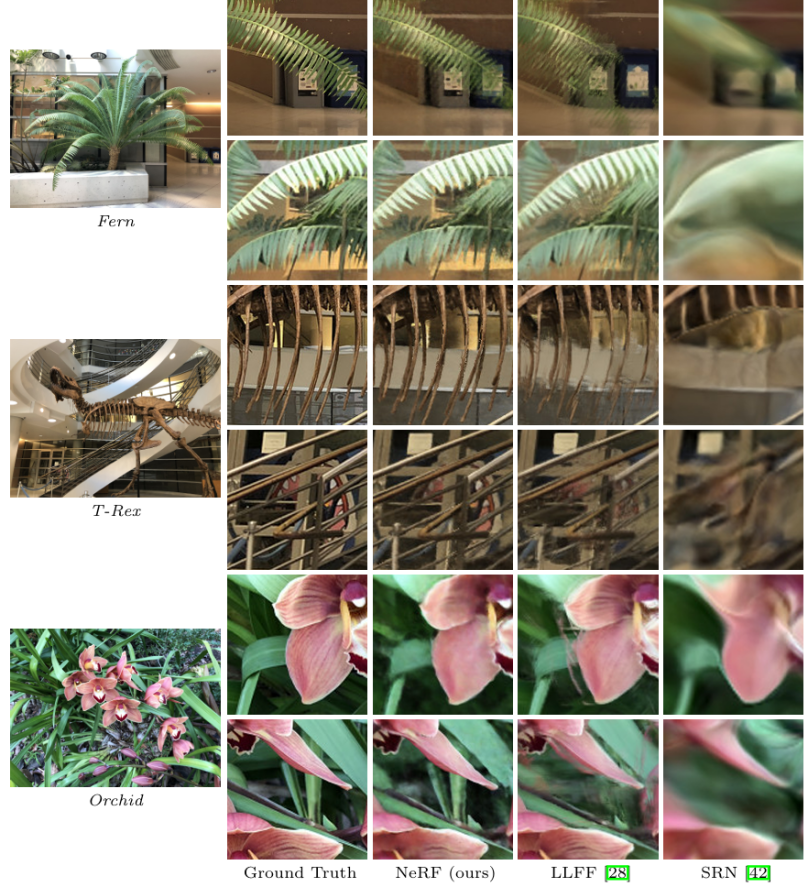 Fern
T-Rex
Orchid
Ground Truth NeRF (ours) LLFF [28] SRN [42]